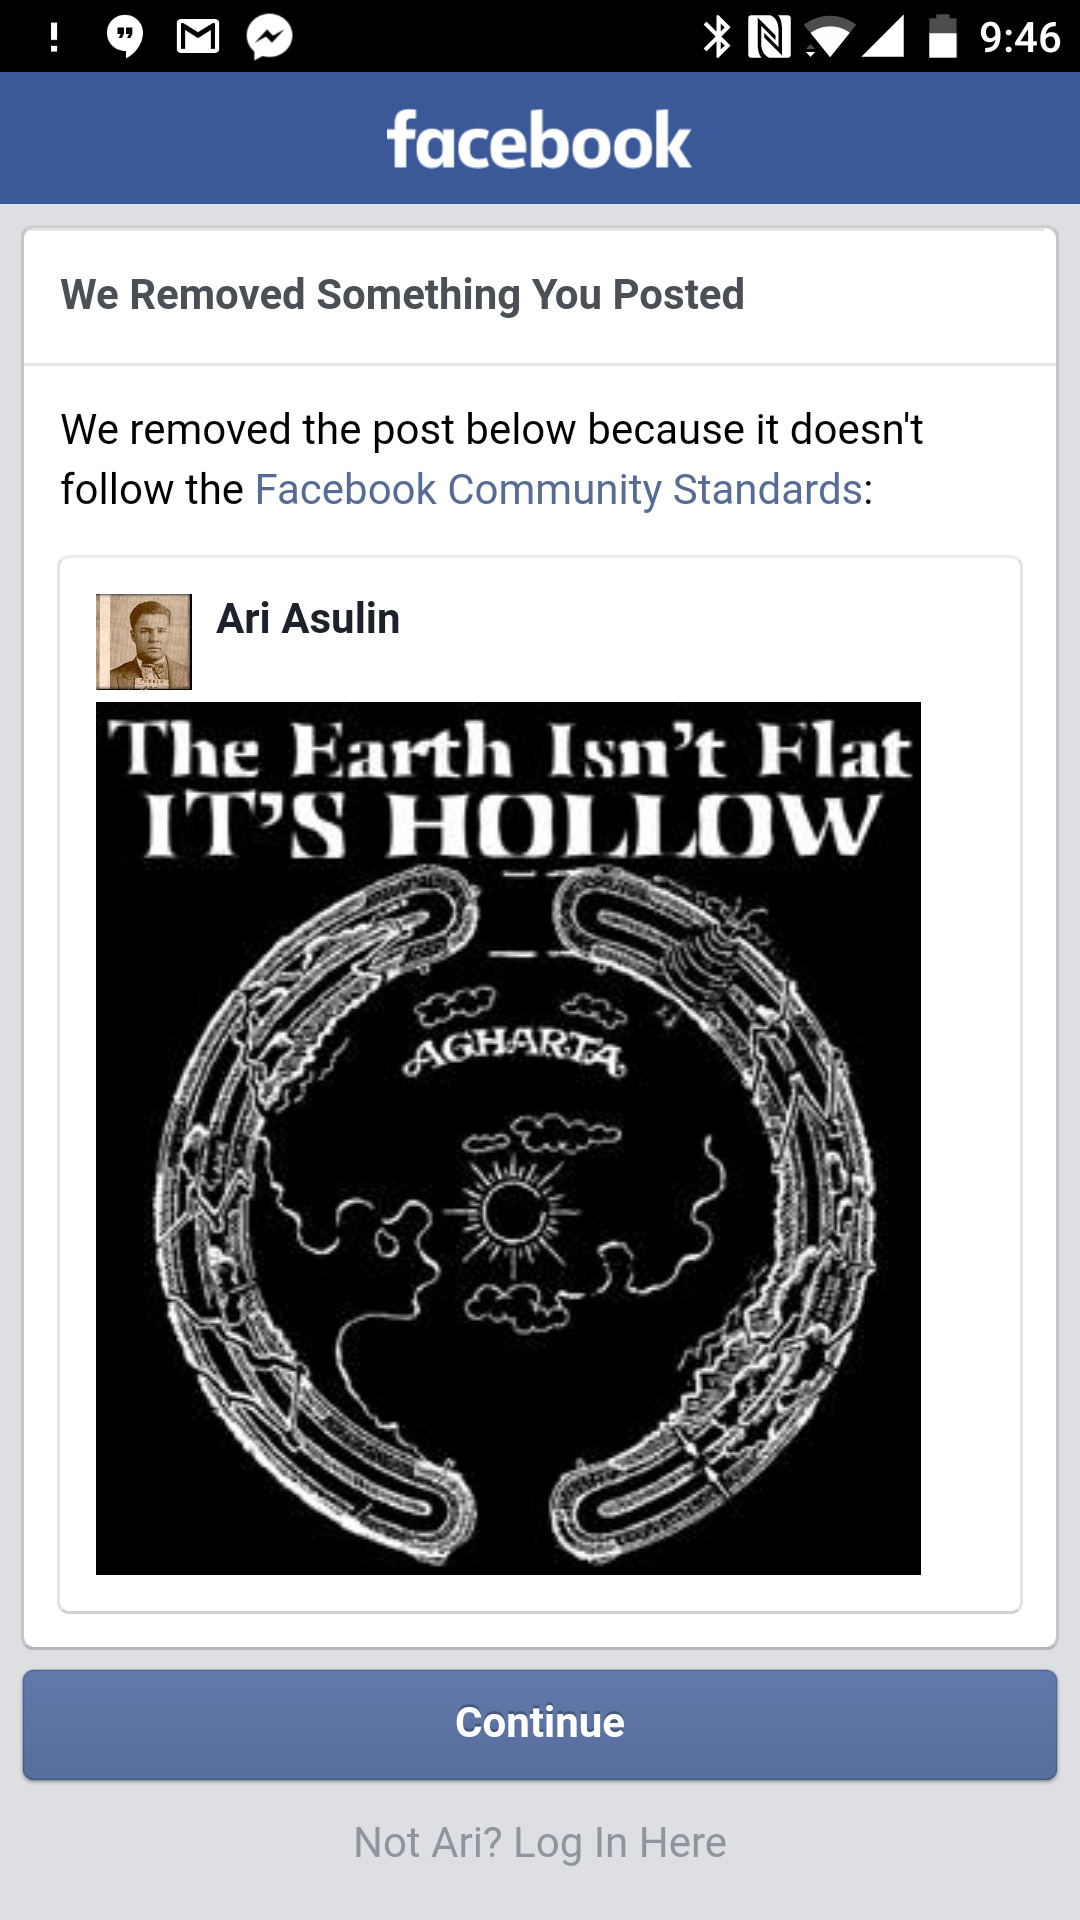 9:46
facebook
We Removed Something You Posted
We removed the post below because it doesn't
follow the Facebook Community Standards:
Ari Asulin
The Earth Isn't Flat
IT'S HOLLOW
AGHARTA
Continue
Not Ari? Log In Here